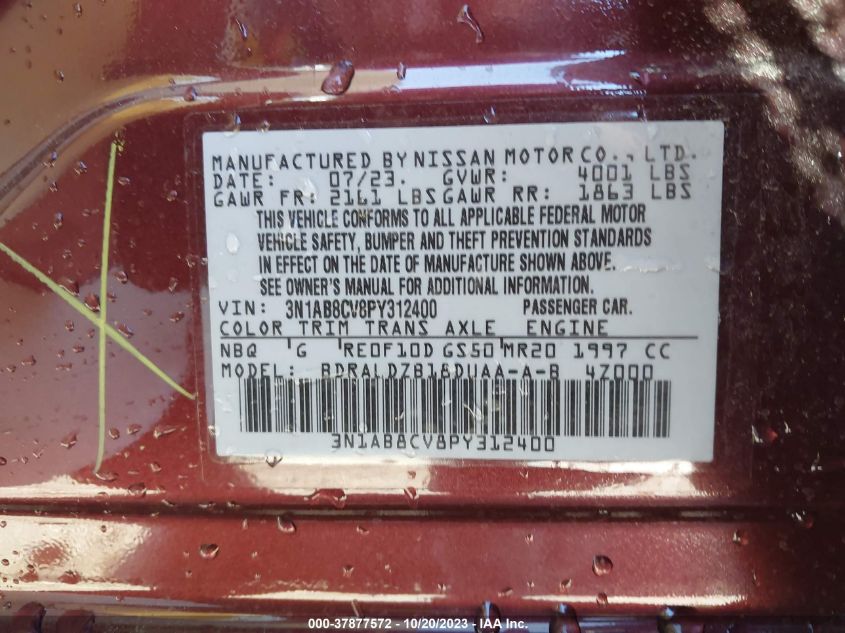 MANUFACTURED BY NISSAN MOTOR CO., LTD.
DATE: 07/23. GVWR: 4001 LBS
GAWR FR: 2161 LBS GAWR RR: 1863 LBS
THIS VEHICLE CONFORMS TO ALL APPLICABLE FEDERAL MOTOR
VEHICLE SAFETY, BUMPER AND THEFT PREVENTION STANDARDS
IN EFFECT ON THE DATE OF MANUFACTURE SHOWN ABOVE.
SEE OWNER'S MANUAL FOR ADDITIONAL INFORMATION.
VIN: 3N1AB8CV8PY312400 PASSENGER CAR.
COLOR TRIM TRANS AXLE ENGINE
NBQ G RE0F10D GS50 MR20 1997 CC
MODEL: BDRALDZB18DUAA-A-B 4Z000
3N1AB8CV8PY312400
000-37877572 - 10/20/2023 - IAA Inc.